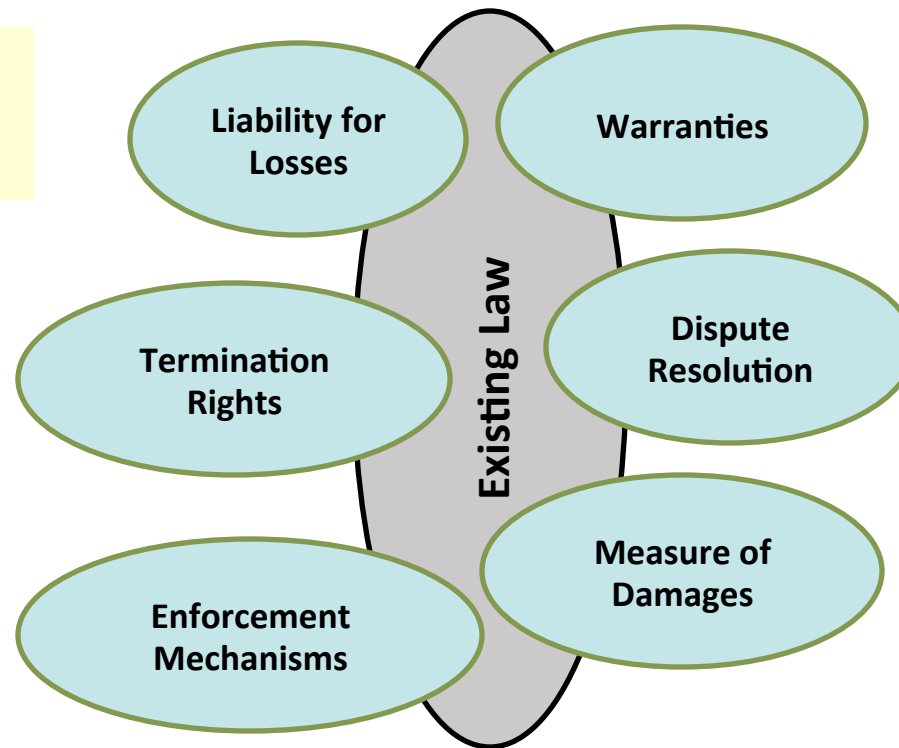 Liability for
Losses
Warranties
Existing Law
Termination
Rights
Dispute
Resolution
Enforcement
Mechanisms
Measure of
Damages